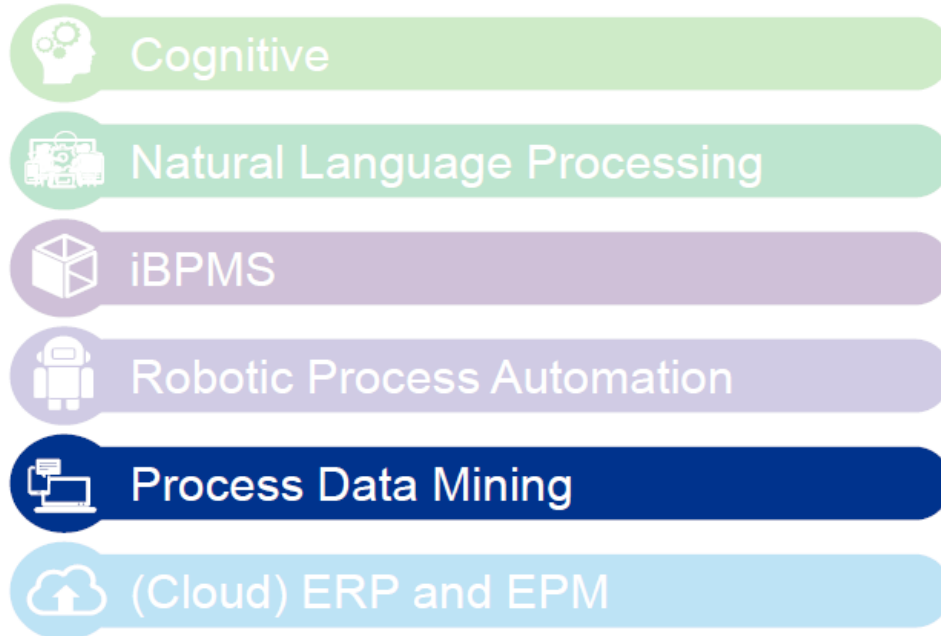 Cognitive
Natural Language Processing
iBPMS
Robotic Process Automation
Process Data Mining
(Cloud) ERP and EPM